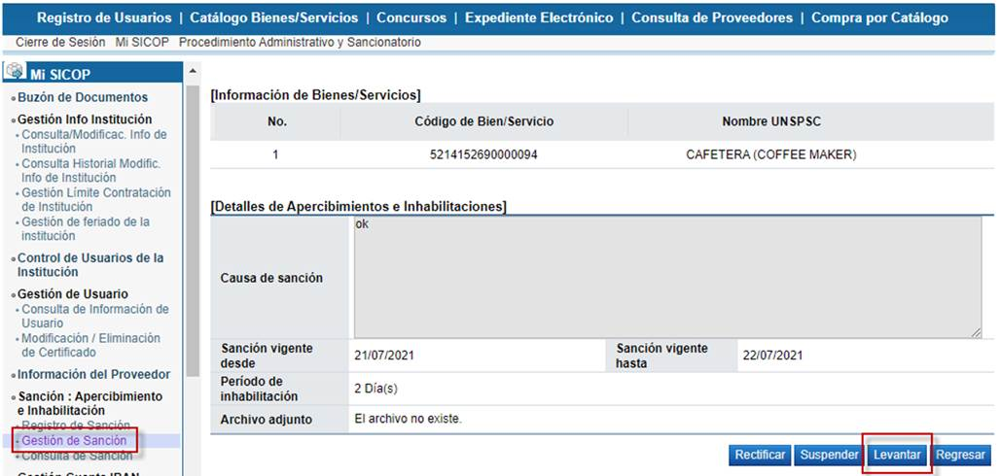 Registro de Usuarios | Catálogo Bienes/Servicios | Concursos | Expediente Electrónico | Consulta de Proveedores | Compra por Catálogo
Cierre de Sesión Mi SICOP Procedimiento Administrativo y Sancionatorio
Mi SICOP
Buzón de Documentos
Gestión Info Institución
Consulta/Modificac. Info de
Institución
Consulta Historial Modific.
Info de Institución
Gestión Límite Contratación
de Institución
Gestión de feriado de la
institución
Control de Usuarios de la
Institución
Gestión de Usuario
Consulta de Información de
Usuario
Modificación / Eliminación
de Certificado
Información del Proveedor
Sanción : Apercibimiento
e Inhabilitación
Registro de Sanción
Gestión de Sanción
Consulta de Sanción
Gestión Cuenta IBAN
[Información de Bienes/Servicios]
No. Código de Bien/Servicio Nombre UNSPSC
1 5214152690000094 CAFETERA (COFFEE MAKER)
[Detalles de Apercibimientos e Inhabilitaciones]
Causa de sanción
ok
Sanción vigente
desde
21/07/2021
Sanción vigente
hasta
22/07/2021
Período de
inhabilitación
2 Día(s)
Archivo adjunto
El archivo no existe.
Rectificar Suspender Levantar Regresar